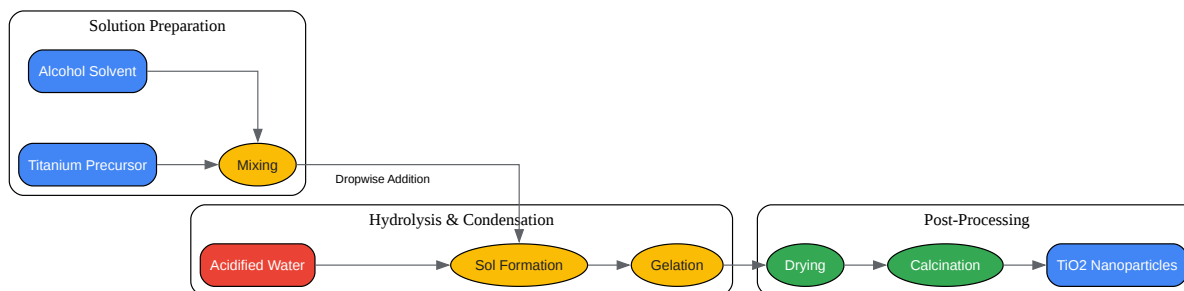 Solution Preparation
Alcohol Solvent
Titanium Precursor
Mixing
Dropwise Addition
Hydrolysis & Condensation
Acidified Water
Sol Formation
Gelation
Post-Processing
Drying
Calcination
TiO2 Nanoparticles